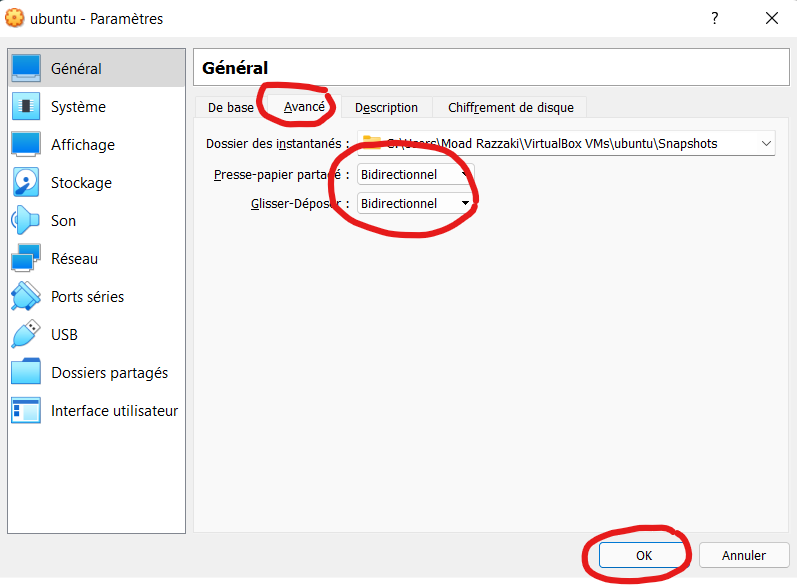 ubuntu - Paramètres
?
Général
Système
Affichage
Stockage
Son
Réseau
Ports séries
USB
Dossiers partagés
Interface utilisateur
Général
De base Avancé Description Chiffrement de disque
Dossier des instantanés : C:\Users\Moad Razzaki\VirtualBox VMs\ubuntu\Snapshots
Presse-papier partagé : Bidirectionnel
Glisser-Déposer : Bidirectionnel
OK Annuler